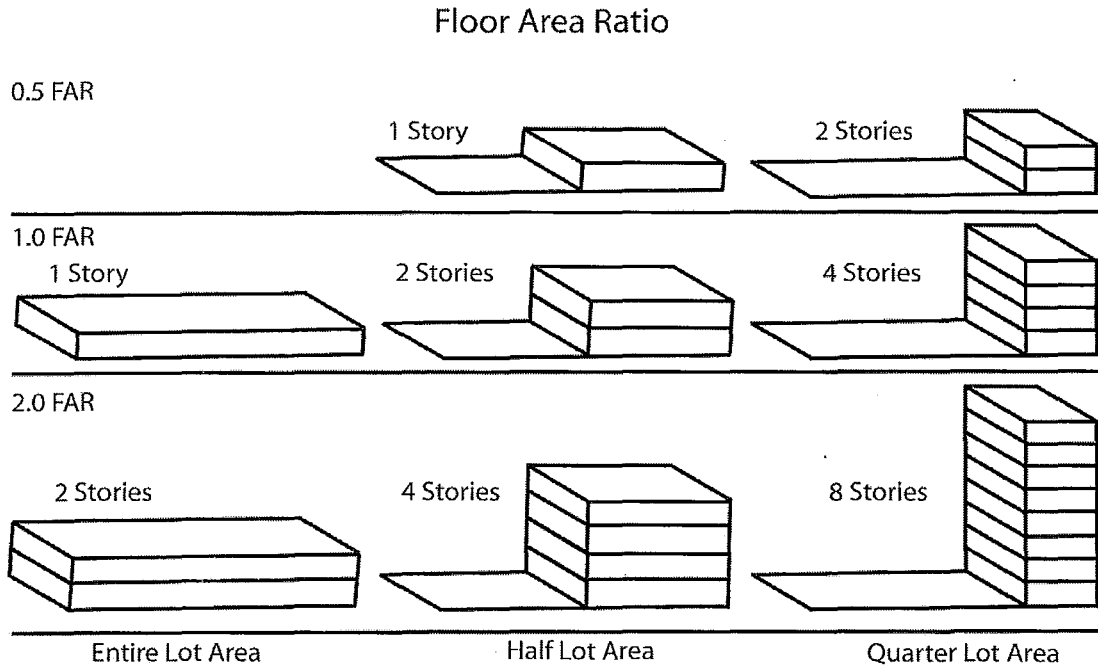 Floor Area Ratio
0.5 FAR
1 Story
2 Stories
1.0 FAR
1 Story
2 Stories
4 Stories
2.0 FAR
2 Stories
4 Stories
8 Stories
Entire Lot Area
Half Lot Area
Quarter Lot Area